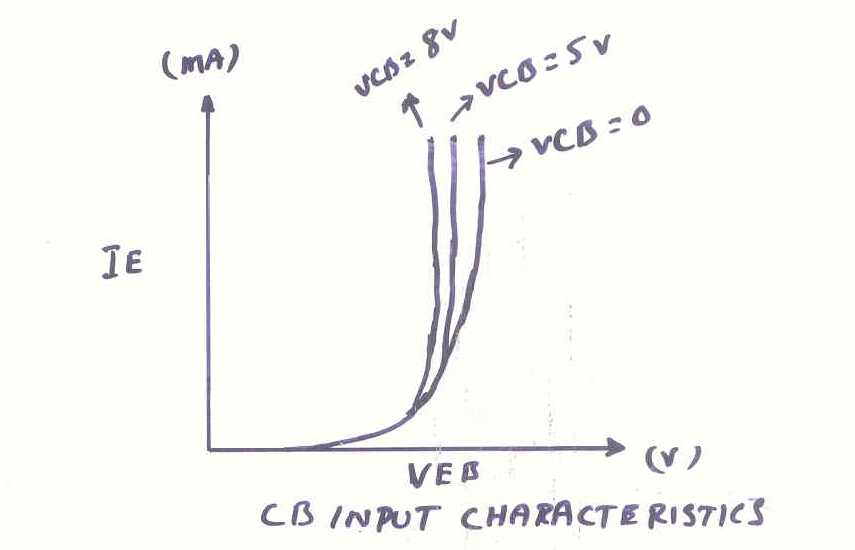 (mA)
VCB = 8V
VCB = 5V
VCB = 0
IE
(V)
VEB
CB INPUT CHARACTERISTICS